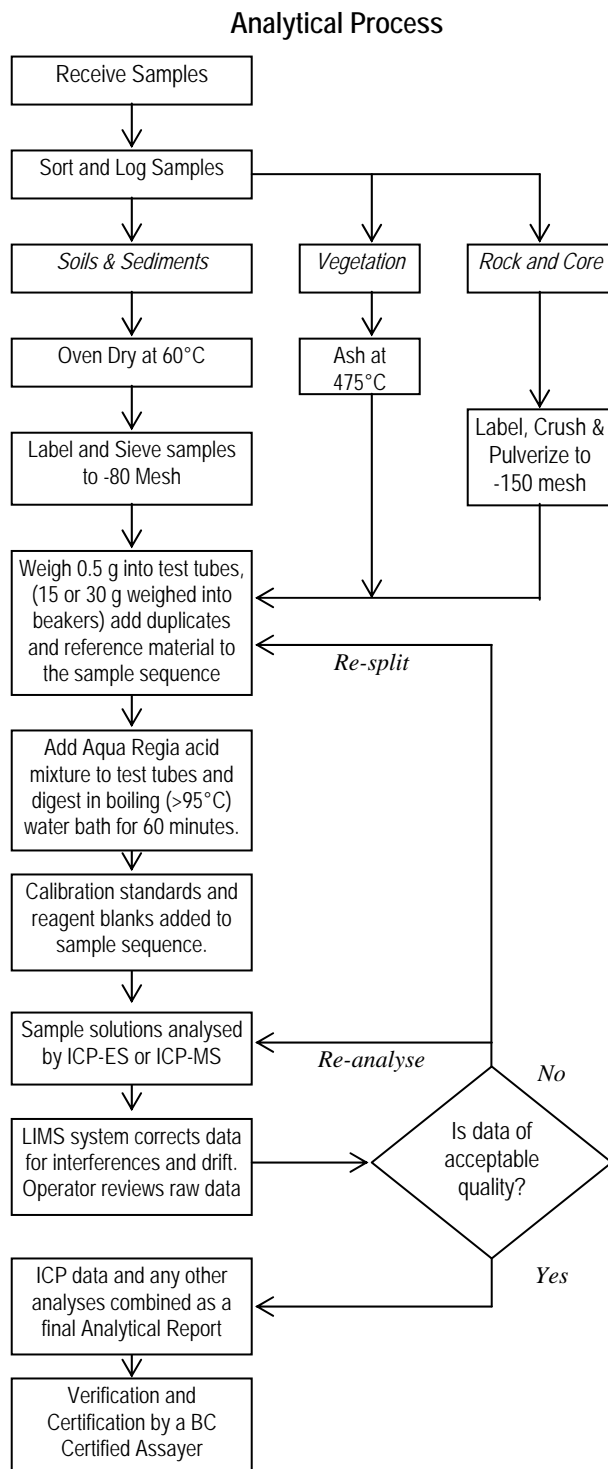 Analytical Process
Receive Samples
Sort and Log Samples
Soils & Sediments
Vegetation
Rock and Core
Oven Dry at 60°C
Ash at
475°C
Label and Sieve samples
to -80 Mesh
Label, Crush &
Pulverize to
-150 mesh
Weigh 0.5 g into test tubes,
(15 or 30 g weighed into
beakers) add duplicates
and reference material to
the sample sequence
Re-split
Add Aqua Regia acid
mixture to test tubes and
digest in boiling (>95°C)
water bath for 60 minutes.
Calibration standards and
reagent blanks added to
sample sequence.
Sample solutions analysed
by ICP-ES or ICP-MS
Re-analyse
No
LIMS system corrects data
for interferences and drift.
Operator reviews raw data
Is data of
acceptable
quality?
Yes
ICP data and any other
analyses combined as a
final Analytical Report
Verification and
Certification by a BC
Certified Assayer